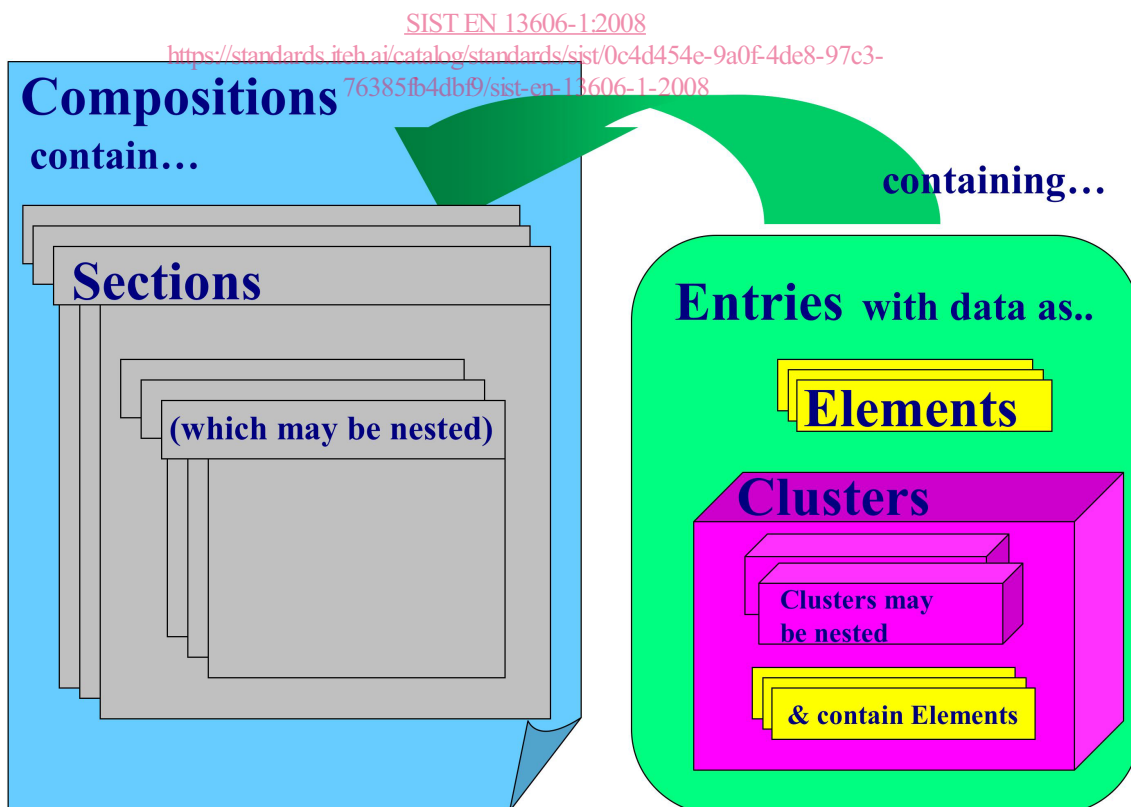 SIST EN 13606-1:2008
https://standards.iteh.ai/catalog/standards/sist/0c4d454e-9a0f-4de8-97c3-
76385fb4dbf9/sist-en-13606-1-2008
Compositions
contain…
containing…
Sections
(which may be nested)
Entries with data as..
Elements
Clusters
Clusters may
be nested
& contain Elements